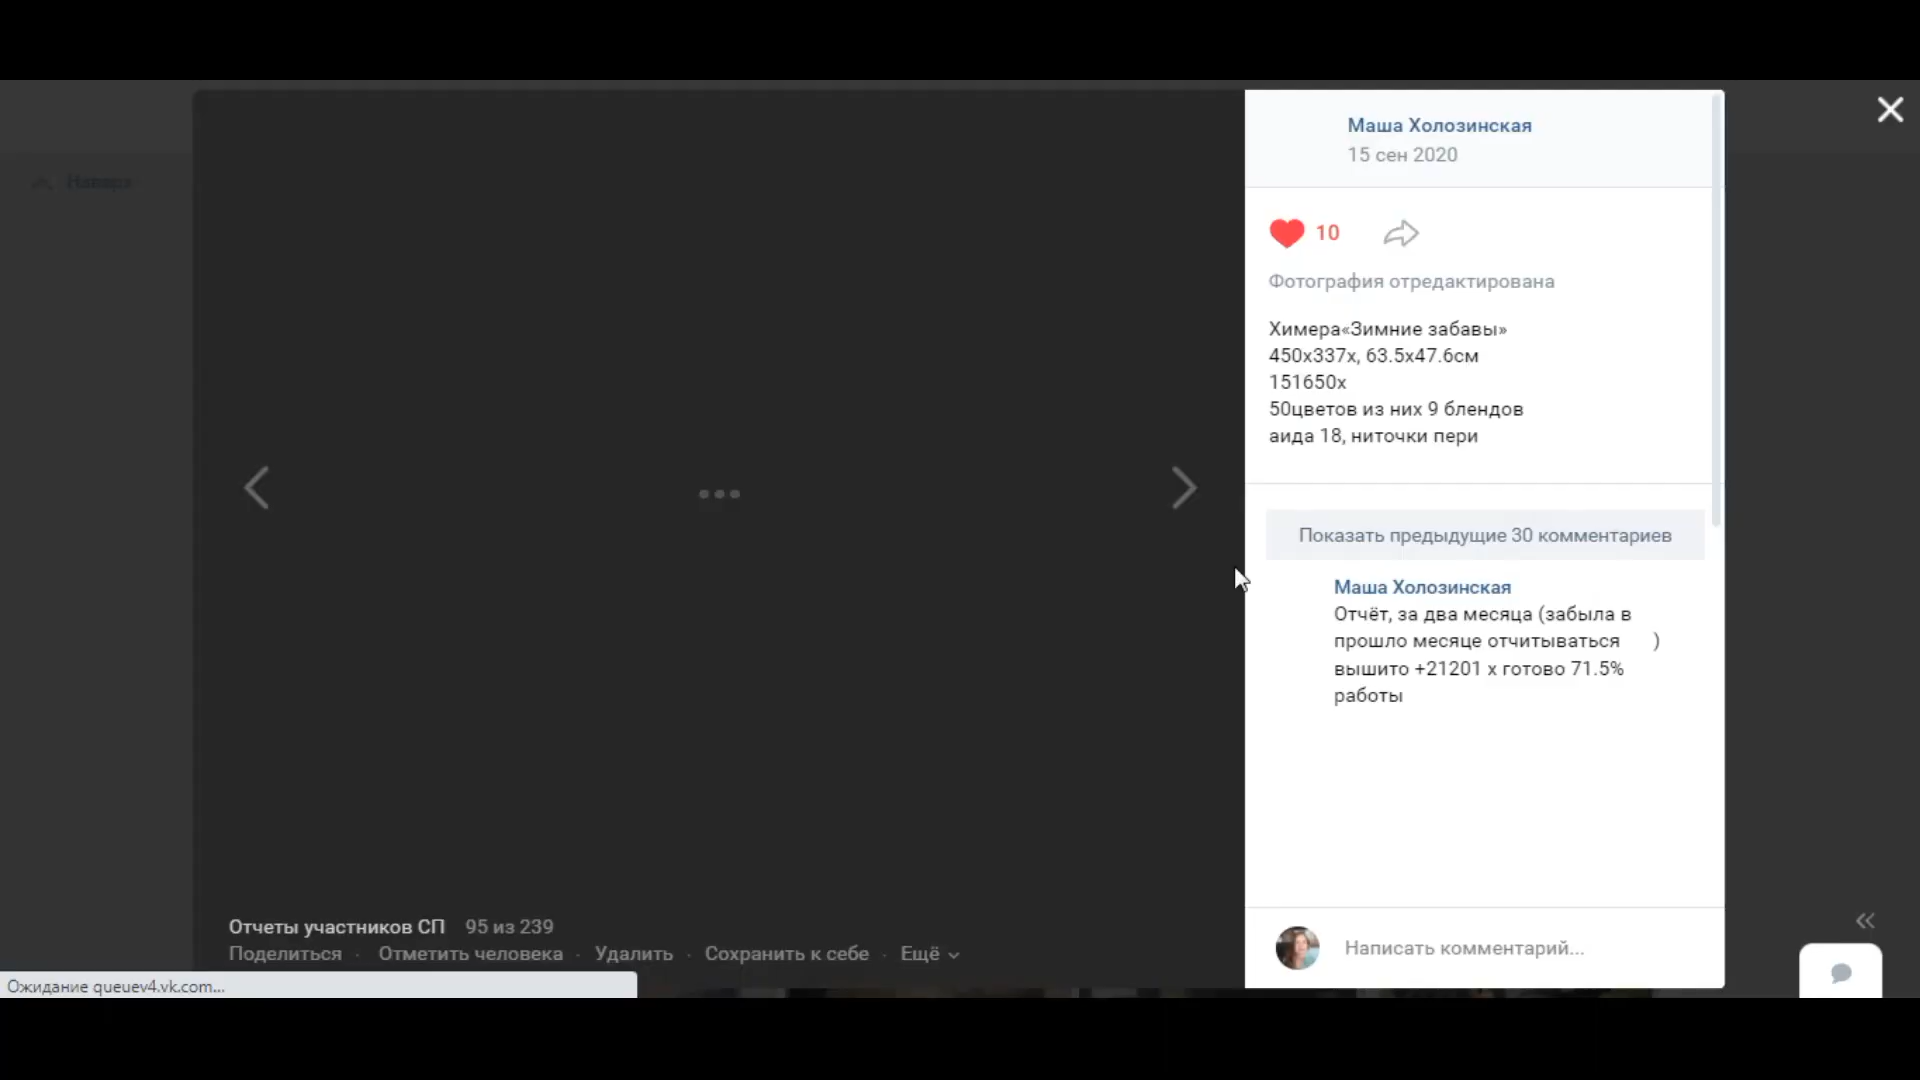 Наверх
Маша Холозинская
15 сен 2020
10
Фотография отредактирована
Химера«Зимние забавы»
450х337х, 63.5х47.6см
151650х
50цветов из них 9 блендов
аида 18, ниточки пери
Показать предыдущие 30 комментариев
Маша Холозинская
Отчёт, за два месяца (забыла в
прошло месяце отчитываться )
вышито +21201 х готово 71.5%
работы
Написать комментарий...
Отчеты участников СП 95 из 239
Поделиться · Отметить человека · Удалить · Сохранить к себе · Ещё
Ожидание queuev4.vk.com...